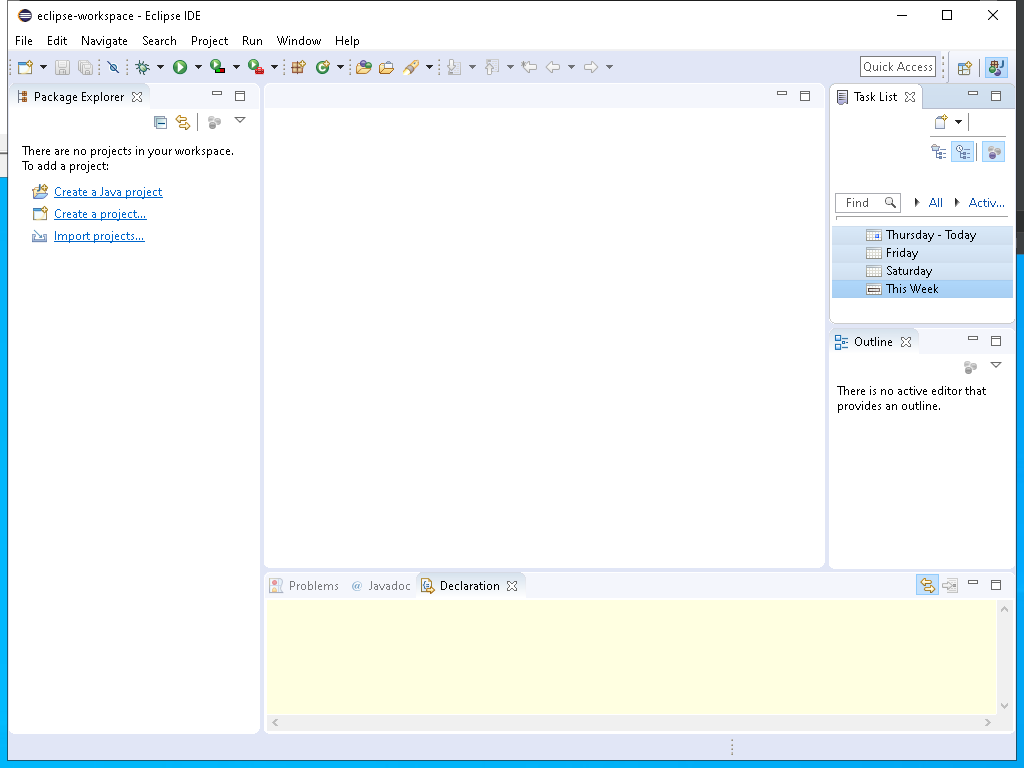 eclipse-workspace - Eclipse IDE
File Edit Navigate Search Project Run Window Help
Quick Access
Package Explorer
There are no projects in your workspace.
To add a project:
Create a Java project
Create a project...
Import projects...
Task List
Find All Activ...
Thursday - Today
Friday
Saturday
This Week
Outline
There is no active editor that
provides an outline.
Problems @ Javadoc Declaration